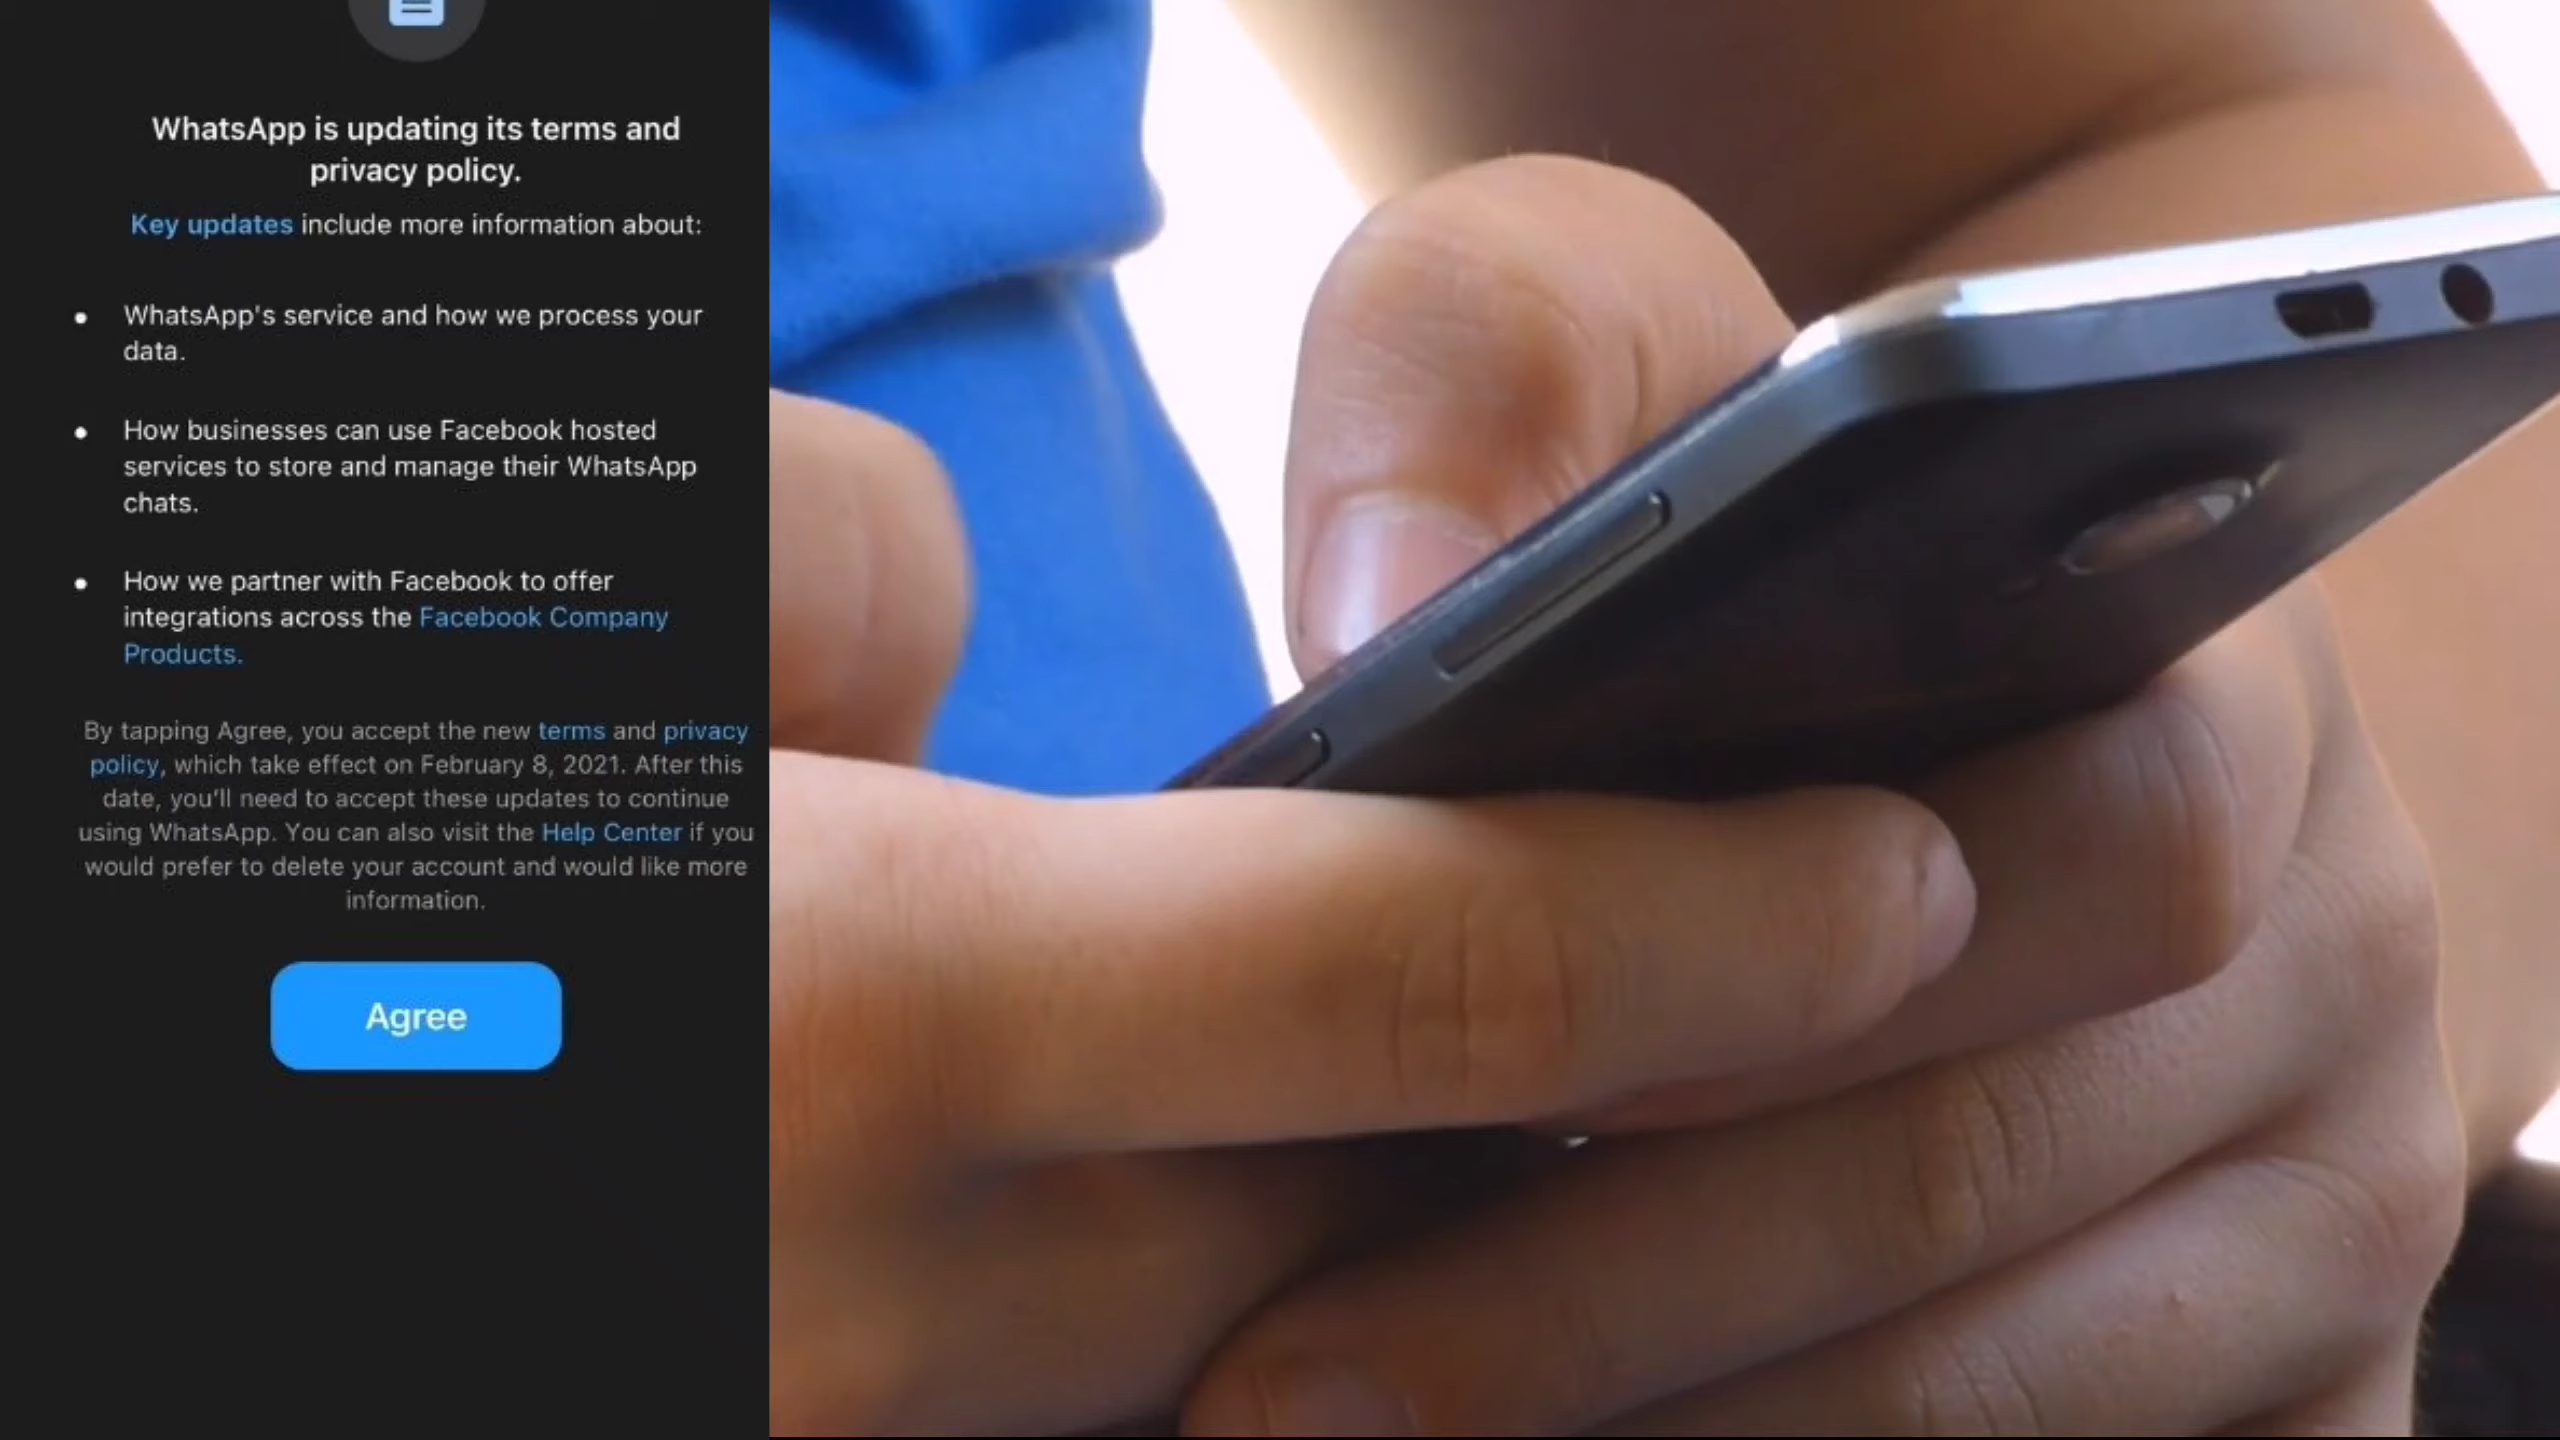 WhatsApp is updating its terms and
privacy policy.
Key updates include more information about:
• WhatsApp's service and how we process your
data.
• How businesses can use Facebook hosted
services to store and manage their WhatsApp
chats.
• How we partner with Facebook to offer
integrations across the Facebook Company
Products.
By tapping Agree, you accept the new terms and privacy
policy, which take effect on February 8, 2021. After this
date, you'll need to accept these updates to continue
using WhatsApp. You can also visit the Help Center if you
would prefer to delete your account and would like more
information.
Agree